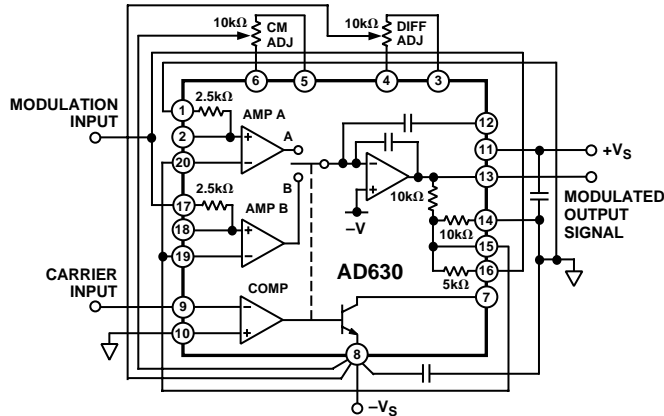 10kΩ
CM
ADJ
10kΩ
DIFF
ADJ
6
5
4
3
MODULATION
INPUT
1
2.5kΩ
AMP A
2
A
20
B
17
2.5kΩ
AMP B
18
19
12
11
+VS
13
10kΩ
–V
MODULATED
OUTPUT
SIGNAL
14
10kΩ
15
16
5kΩ
AD630
7
CARRIER
INPUT
9
COMP
10
8
–VS